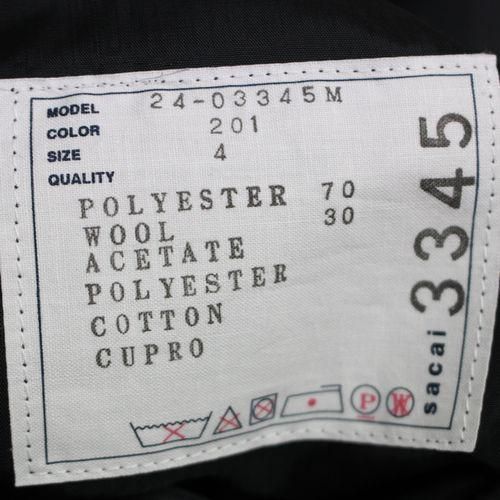 MODEL 24-03345M
COLOR 201
SIZE 4
QUALITY
POLYESTER 70
WOOL 30
ACETATE
POLYESTER
COTTON
CUPRO
P W
sacai 3345